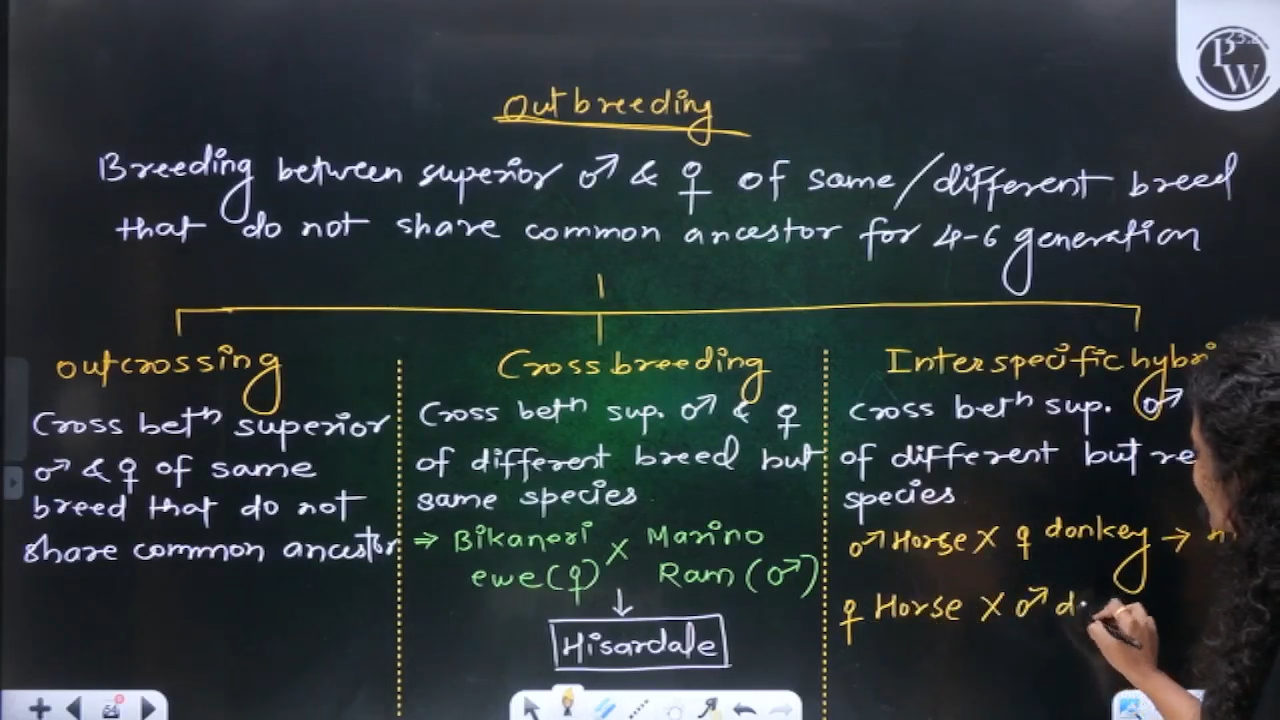 Outbreeding
Breeding between superior ♂ & ♀ of same/different breed
that do not share common ancestor for 4-6 generation
outcrossing
Cross betn superior
♂ & ♀ of same
breed that do not
share common ancestor
Cross breeding
Cross betn sup. ♂ & ♀
of different breed but
same species
⇒ Bikaneri
ewe(♀)
×
Marino
Ram (♂)
↓
Hisardale
Interspecific
cross betn sup. ♂
of different but
species
♂ Horse X ♀ donkey →
♀ Horse X ♂
PW